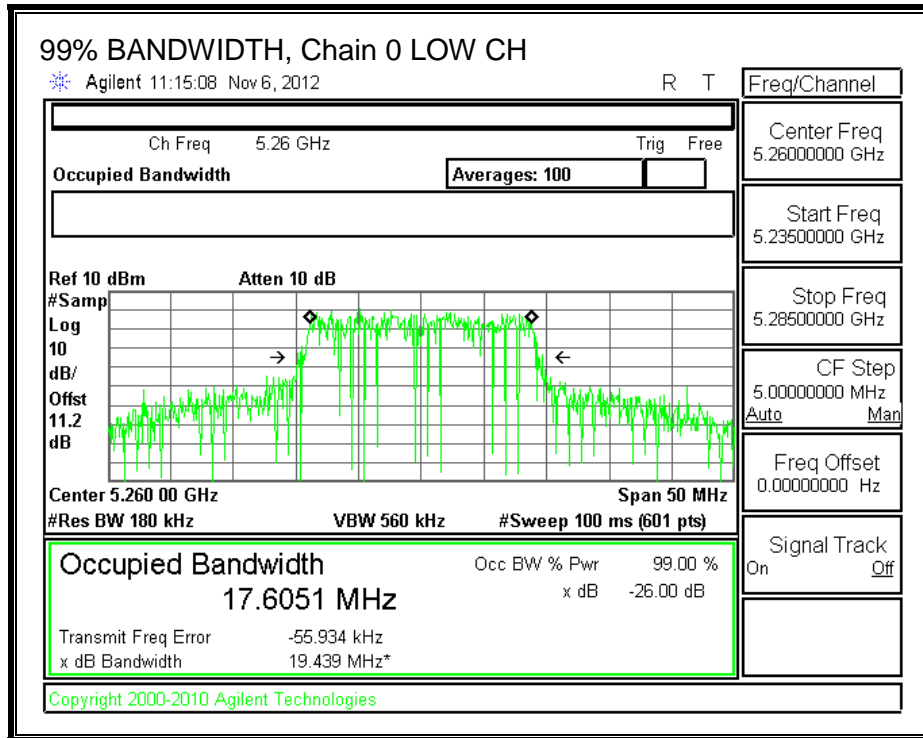 99% BANDWIDTH, Chain 0 LOW CH
Agilent 11:15:08 Nov 6, 2012 R T
Freq/Channel
Ch Freq 5.26 GHz Trig Free
Occupied Bandwidth Averages: 100
Center Freq
5.26000000 GHz
Start Freq
5.23500000 GHz
Stop Freq
5.28500000 GHz
CF Step
5.00000000 MHz
Auto Man
Freq Offset
0.00000000 Hz
Signal Track
On Off
Ref 10 dBm Atten 10 dB
#Samp
Log
10
dB/
Offst
11.2
dB
Center 5.260 00 GHz Span 50 MHz
#Res BW 180 kHz VBW 560 kHz #Sweep 100 ms (601 pts)
Occupied Bandwidth Occ BW % Pwr 99.00 %
17.6051 MHz x dB -26.00 dB
Transmit Freq Error -55.934 kHz
x dB Bandwidth 19.439 MHz*
Copyright 2000-2010 Agilent Technologies